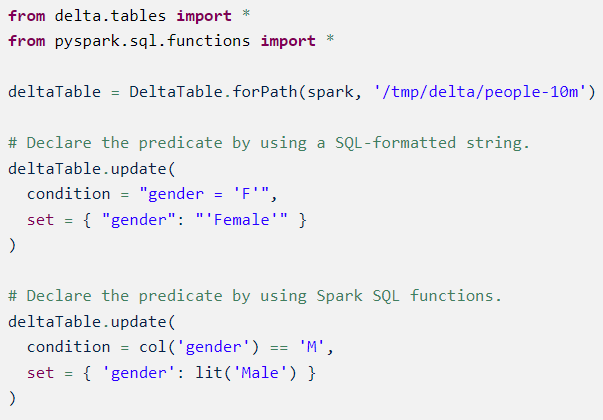 from delta.tables import *
from pyspark.sql.functions import *

deltaTable = DeltaTable.forPath(spark, '/tmp/delta/people-10m')

# Declare the predicate by using a SQL-formatted string.
deltaTable.update(
  condition = "gender = 'F'",
  set = { "gender": "'Female'" }
)

# Declare the predicate by using Spark SQL functions.
deltaTable.update(
  condition = col('gender') == 'M',
  set = { 'gender': lit('Male') }
)